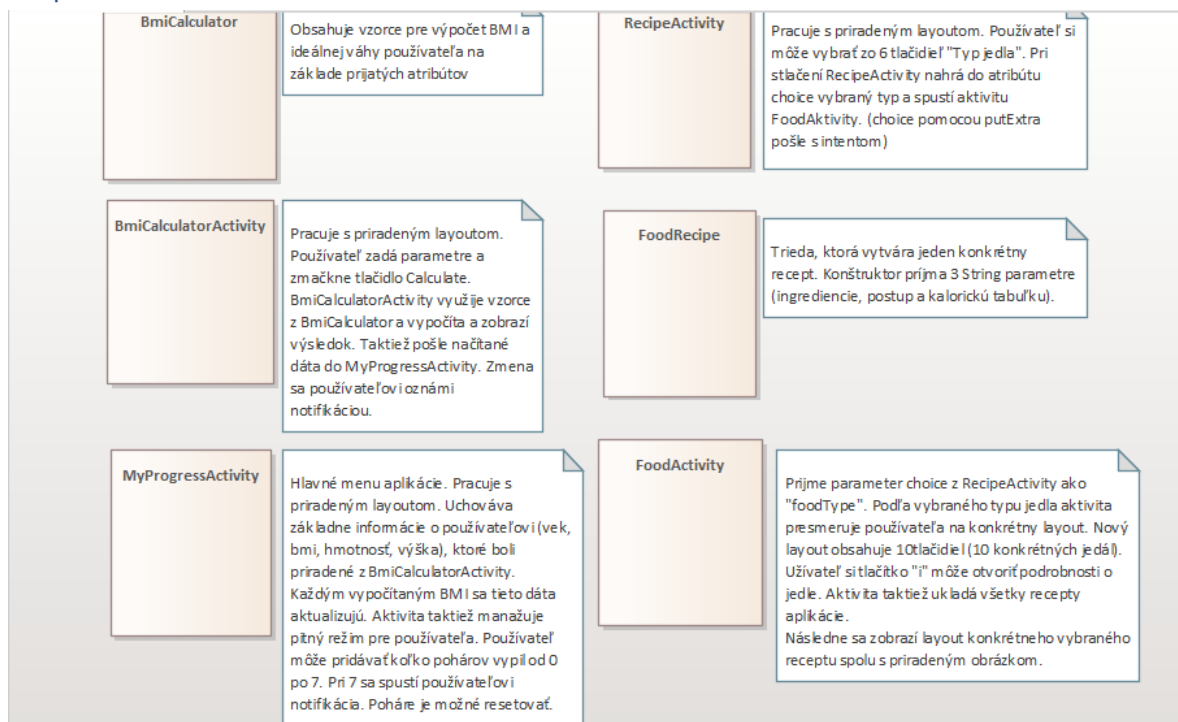 BmiCalculator
Obsahuje vzorce pre výpočet BMI a
ideálnej váhy používateľa na
základe prijatých atribútov
RecipeActivity
Pracuje s priradeným layoutom. Používateľ si
môže vybrať zo 6 tlačidiel "Typ jedla". Pri
stlačení RecipeActivity nahrá do atribútu
choice vybraný typ a spustí aktivitu
FoodAktivity. (choice pomocou putExtra
pošle s intentom)
BmiCalculatorActivity
Pracuje s priradeným layoutom.
Používateľ zadá parametre a
zmačkne tlačidlo Calculate.
BmiCalculatorActivity využije vzorce
z BmiCalculator a vypočíta a zobrazí
výsledok. Taktiež pošle načítané
dáta do MyProgressActivity. Zmena
sa používateľovi oznámi
notifikáciou.
FoodRecipe
Trieda, ktorá vytvára jeden konkrétny
recept. Konštruktor príjma 3 String parametre
(ingrediencie, postup a kalorickú tabuľku).
MyProgressActivity
Hlavné menu aplikácie. Pracuje s
priradeným layoutom. Uchováva
základne informácie o používateľovi (vek,
bmi, hmotnosť, výška), ktoré boli
priradené z BmiCalculatorActivity.
Každým vypočítaným BMI sa tieto dáta
aktualizujú. Aktivita taktiež manažuje
pitný režim pre používateľa. Používateľ
môže pridávať koľko pohárov vypil od 0
po 7. Pri 7 sa spustí používateľovi
notifikácia. Poháre je možné resetovať.
FoodActivity
Prijme parameter choice z RecipeActivity ako
"foodType". Podľa vybraného typu jedla aktivita
presmeruje používateľa na konkrétny layout. Nový
layout obsahuje 10tlačidiel (10 konkrétných jedál).
Užívateľ si tlačítko "i" môže otvoriť podrobnosti o
jedle. Aktivita taktiež ukladá všetky recepty
aplikácie.
Následne sa zobrazí layout konkrétneho vybraného
receptu spolu s priradeným obrázkom.